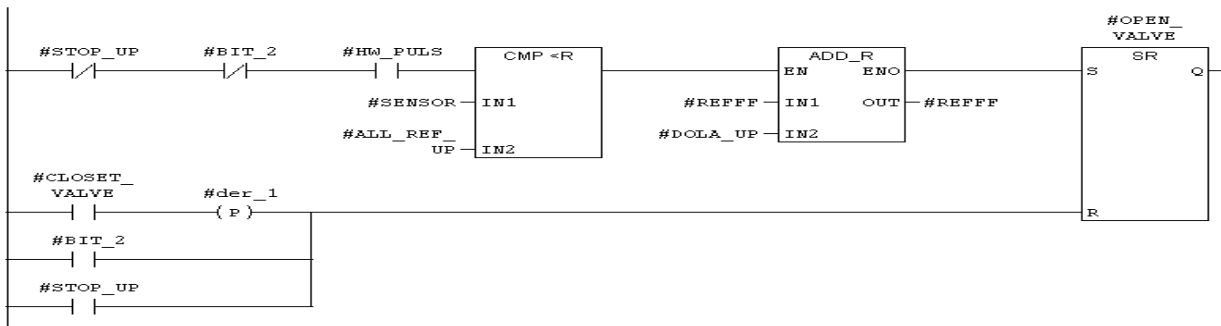 #OPEN_
VALVE
#STOP_UP #BIT_2 #HW_PULS CMP <R ADD_R SR
EN ENO S Q
#SENSOR IN1 #REFFF IN1 OUT #REFFF
#ALL_REF_
UP IN2 #DOLA_UP IN2
#CLOSET_
VALVE #der_1
(P) R
#BIT_2
#STOP_UP